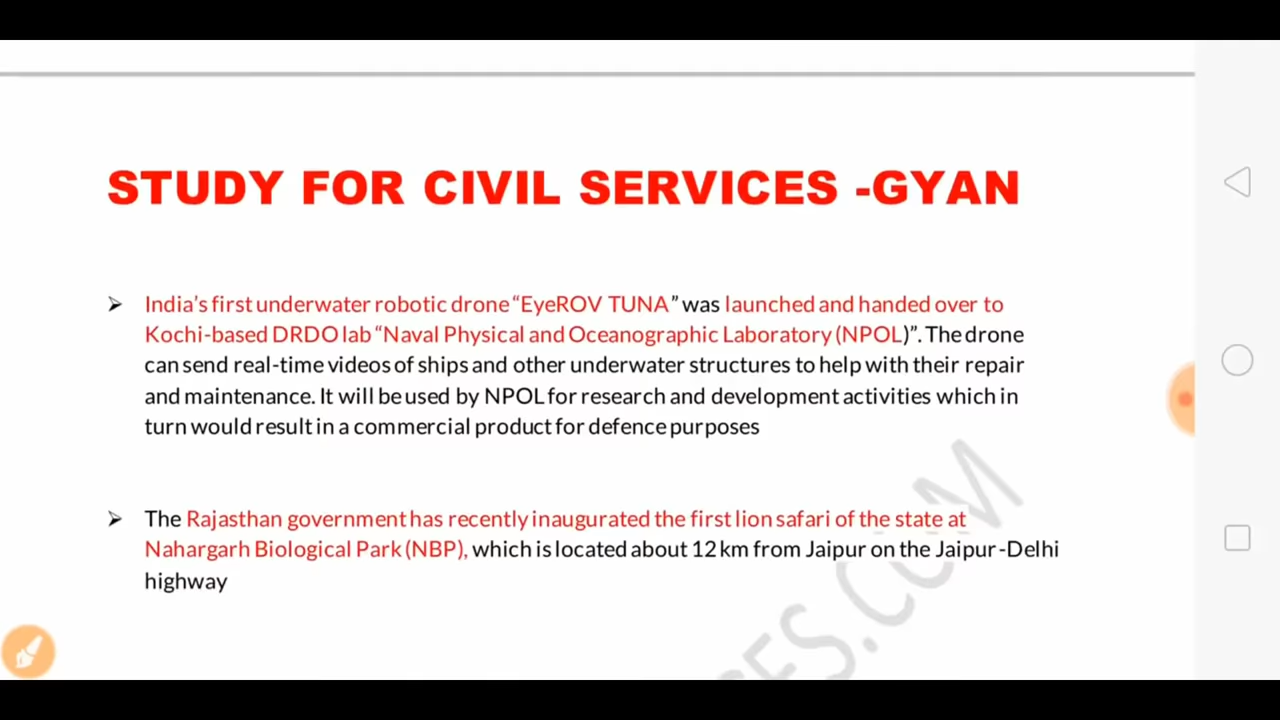 STUDY FOR CIVIL SERVICES -GYAN
➢ India's first underwater robotic drone “EyeROV TUNA” was launched and handed over to
Kochi-based DRDO lab “Naval Physical and Oceanographic Laboratory (NPOL)”. The drone
can send real-time videos of ships and other underwater structures to help with their repair
and maintenance. It will be used by NPOL for research and development activities which in
turn would result in a commercial product for defence purposes
➢ The Rajasthan government has recently inaugurated the first lion safari of the state at
Nahargarh Biological Park (NBP), which is located about 12 km from Jaipur on the Jaipur-Delhi
highway
ES.COM